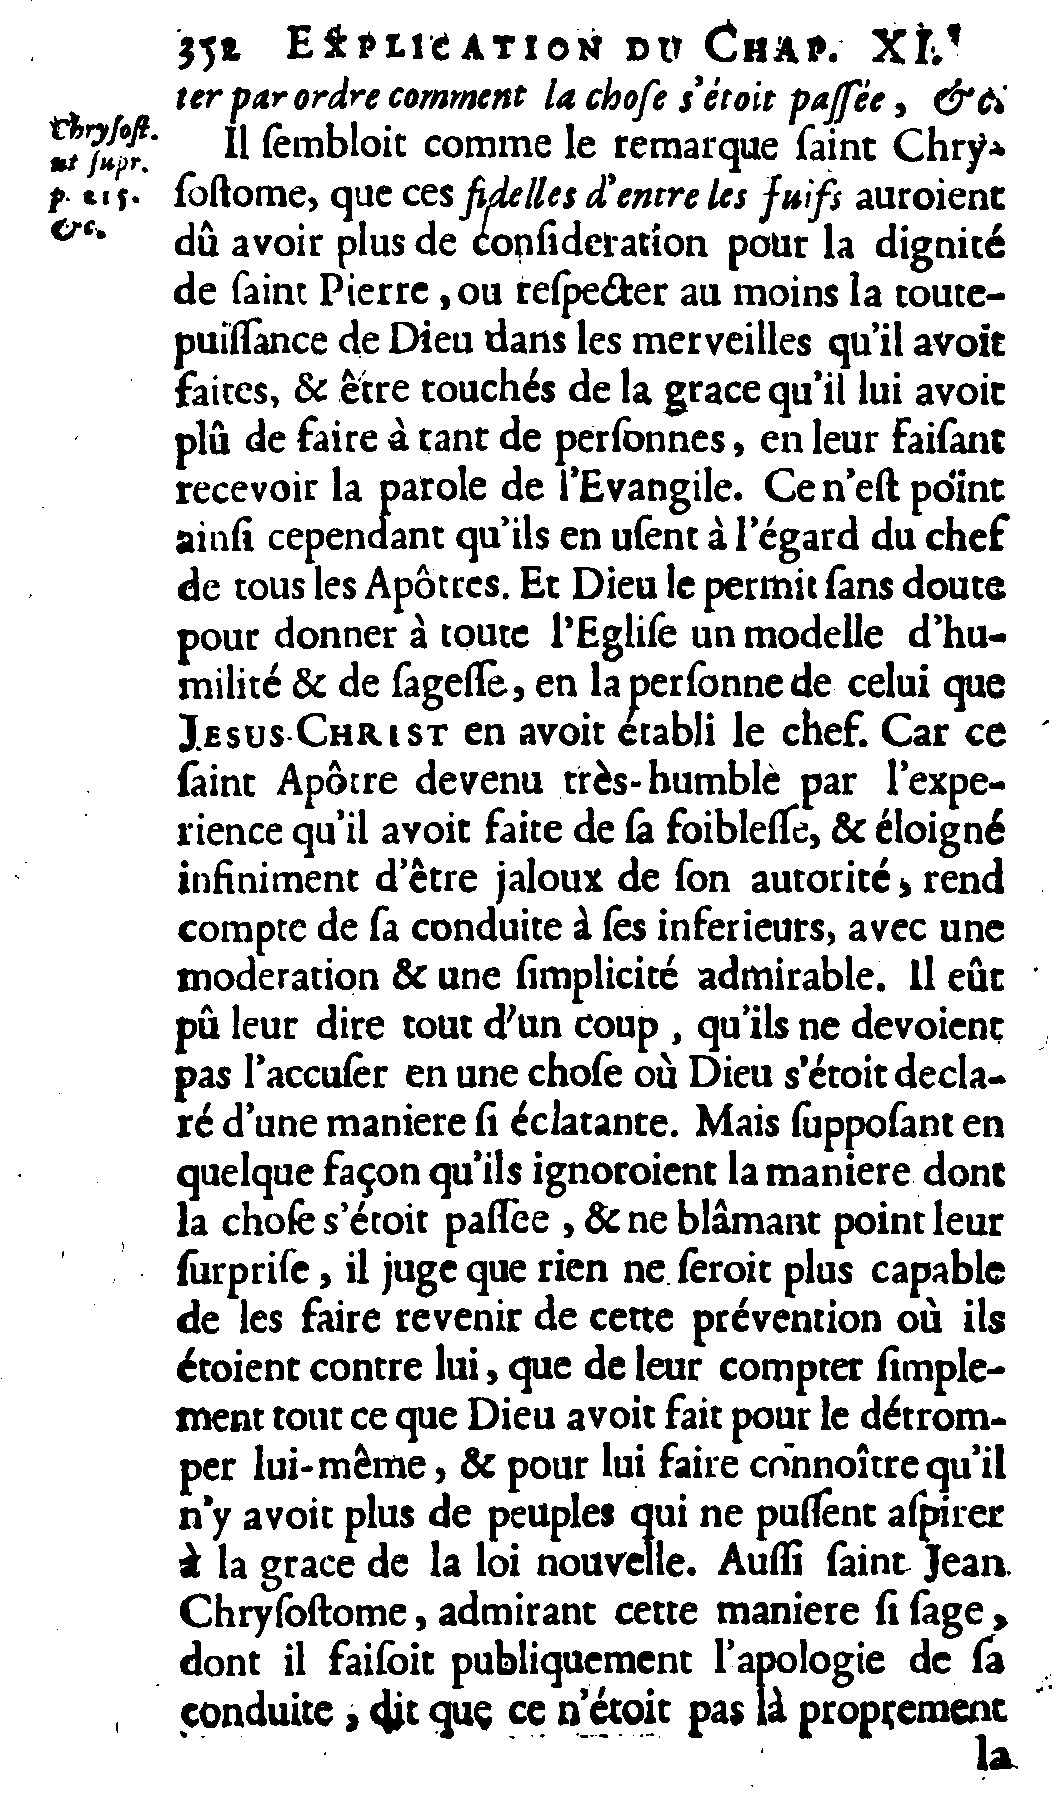 352 EXPLICATION DU CHAP. XI.
ter par ordre comment la choſe s'étoit paſſée, &c.
Chryſoſt.
ut ſupr.
p. 215.
&c.
Il ſembloit comme le remarque ſaint Chry-
ſoſtome, que ces fidelles d'entre les Juifs auroient
dû avoir plus de conſideration pour la dignité
de ſaint Pierre, ou reſpecter au moins la toute-
puiſſance de Dieu dans les merveilles qu'il avoit
faites, & être touchés de la grace qu'il lui avoit
plû de faire à tant de perſonnes, en leur faiſant
recevoir la parole de l'Evangile. Ce n'eſt point
ainſi cependant qu'ils en uſent à l'égard du chef
de tous les Apôtres. Et Dieu le permit ſans doute
pour donner à toute l'Egliſe un modelle d'hu-
milité & de ſageſſe, en la perſonne de celui que
JESUS-CHRIST en avoit établi le chef. Car ce
ſaint Apôtre devenu très-humble par l'expe-
rience qu'il avoit faite de ſa foibleſſe, & éloigné
infiniment d'être jaloux de ſon autorité, rend
compte de ſa conduite à ſes inferieurs, avec une
moderation & une ſimplicité admirable. Il eût
pû leur dire tout d'un coup, qu'ils ne devoient
pas l'accuſer en une choſe où Dieu s'étoit decla-
ré d'une maniere ſi éclatante. Mais ſuppoſant en
quelque façon qu'ils ignoroient la maniere dont
la choſe s'étoit paſſée, & ne blâmant point leur
ſurpriſe, il juge que rien ne ſeroit plus capable
de les faire revenir de cette prévention où ils
étoient contre lui, que de leur compter ſimple-
ment tout ce que Dieu avoit fait pour le détrom-
per lui-même, & pour lui faire connoître qu'il
n'y avoit plus de peuples qui ne puſſent aſpirer
à la grace de la loi nouvelle. Auſſi ſaint Jean
Chryſoſtome, admirant cette maniere ſi ſage,
dont il faiſoit publiquement l'apologie de ſa
conduite, dit que ce n'étoit pas là proprement
la